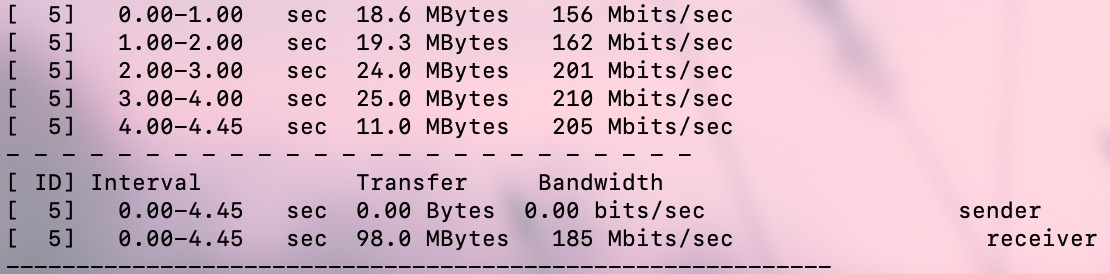 [  5]   0.00-1.00   sec  18.6 MBytes   156 Mbits/sec
[  5]   1.00-2.00   sec  19.3 MBytes   162 Mbits/sec
[  5]   2.00-3.00   sec  24.0 MBytes   201 Mbits/sec
[  5]   3.00-4.00   sec  25.0 MBytes   210 Mbits/sec
[  5]   4.00-4.45   sec  11.0 MBytes   205 Mbits/sec
- - - - - - - - - - - - - - - - - - - - - - - - -
[ ID] Interval           Transfer     Bandwidth
[  5]   0.00-4.45   sec  0.00 Bytes  0.00 bits/sec                  sender
[  5]   0.00-4.45   sec  98.0 MBytes   185 Mbits/sec                  receiver
-----------------------------------------------------------